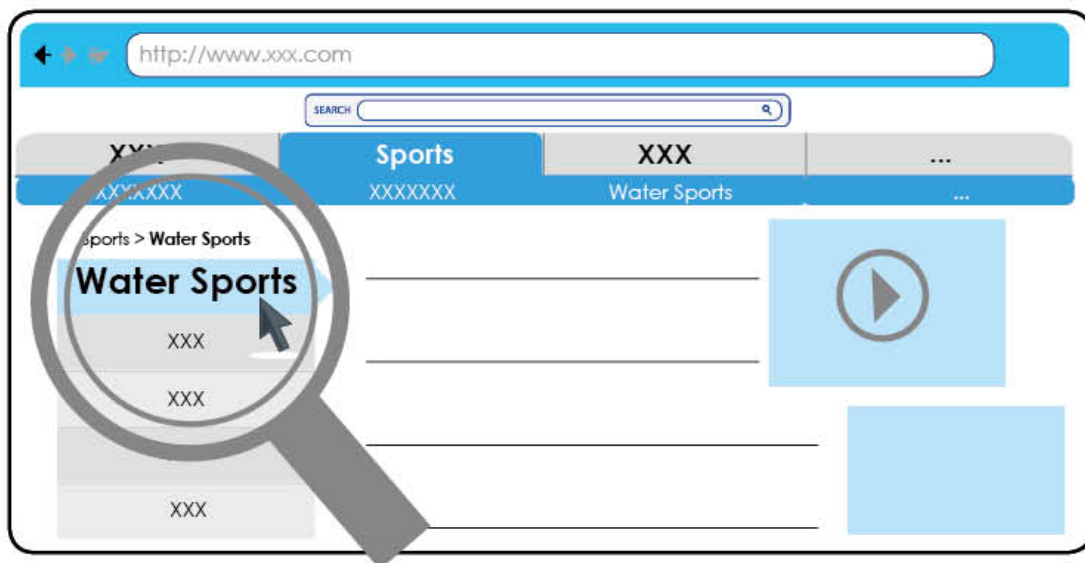 http://www.xxx.com
SEARCH
XXX Sports XXX ...
XXXXXXX XXXXXXX Water Sports ...
Sports > Water Sports
Water Sports
XXX
XXX
XXX